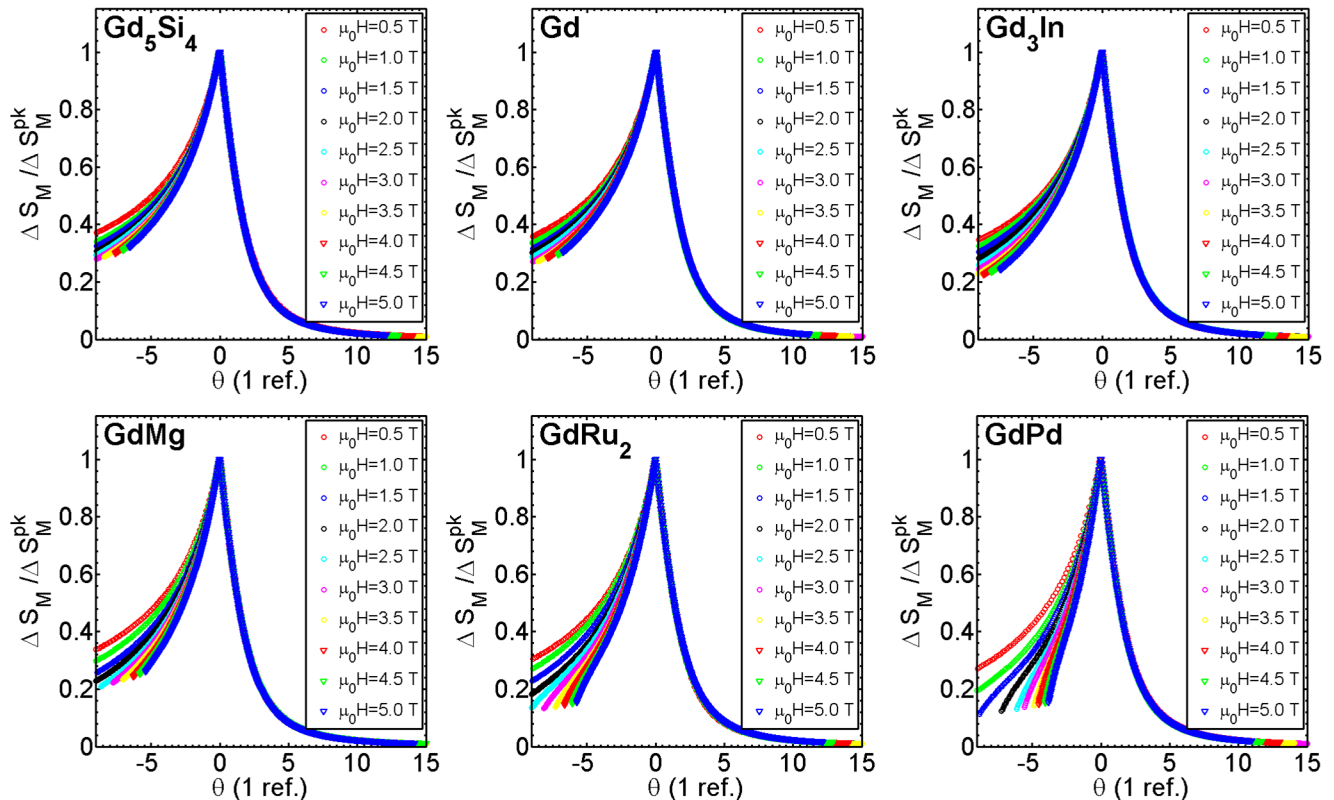 Gd5Si4
μ0H=0.5 T
μ0H=1.0 T
μ0H=1.5 T
μ0H=2.0 T
μ0H=2.5 T
μ0H=3.0 T
μ0H=3.5 T
μ0H=4.0 T
μ0H=4.5 T
μ0H=5.0 T
Δ SM /Δ SMpk
1
0.8
0.6
0.4
0.2
0
-5 0 5 10 15
θ (1 ref.)
Gd
μ0H=0.5 T
μ0H=1.0 T
μ0H=1.5 T
μ0H=2.0 T
μ0H=2.5 T
μ0H=3.0 T
μ0H=3.5 T
μ0H=4.0 T
μ0H=4.5 T
μ0H=5.0 T
Δ SM /Δ SMpk
1
0.8
0.6
0.4
0.2
0
-5 0 5 10 15
θ (1 ref.)
Gd3In
μ0H=0.5 T
μ0H=1.0 T
μ0H=1.5 T
μ0H=2.0 T
μ0H=2.5 T
μ0H=3.0 T
μ0H=3.5 T
μ0H=4.0 T
μ0H=4.5 T
μ0H=5.0 T
Δ SM /Δ SMpk
1
0.8
0.6
0.4
0.2
0
-5 0 5 10 15
θ (1 ref.)
GdMg
μ0H=0.5 T
μ0H=1.0 T
μ0H=1.5 T
μ0H=2.0 T
μ0H=2.5 T
μ0H=3.0 T
μ0H=3.5 T
μ0H=4.0 T
μ0H=4.5 T
μ0H=5.0 T
Δ SM /Δ SMpk
1
0.8
0.6
0.4
0.2
0
-5 0 5 10 15
θ (1 ref.)
GdRu2
μ0H=0.5 T
μ0H=1.0 T
μ0H=1.5 T
μ0H=2.0 T
μ0H=2.5 T
μ0H=3.0 T
μ0H=3.5 T
μ0H=4.0 T
μ0H=4.5 T
μ0H=5.0 T
Δ SM /Δ SMpk
1
0.8
0.6
0.4
0.2
0
-5 0 5 10 15
θ (1 ref.)
GdPd
μ0H=0.5 T
μ0H=1.0 T
μ0H=1.5 T
μ0H=2.0 T
μ0H=2.5 T
μ0H=3.0 T
μ0H=3.5 T
μ0H=4.0 T
μ0H=4.5 T
μ0H=5.0 T
Δ SM /Δ SMpk
1
0.8
0.6
0.4
0.2
0
-5 0 5 10 15
θ (1 ref.)